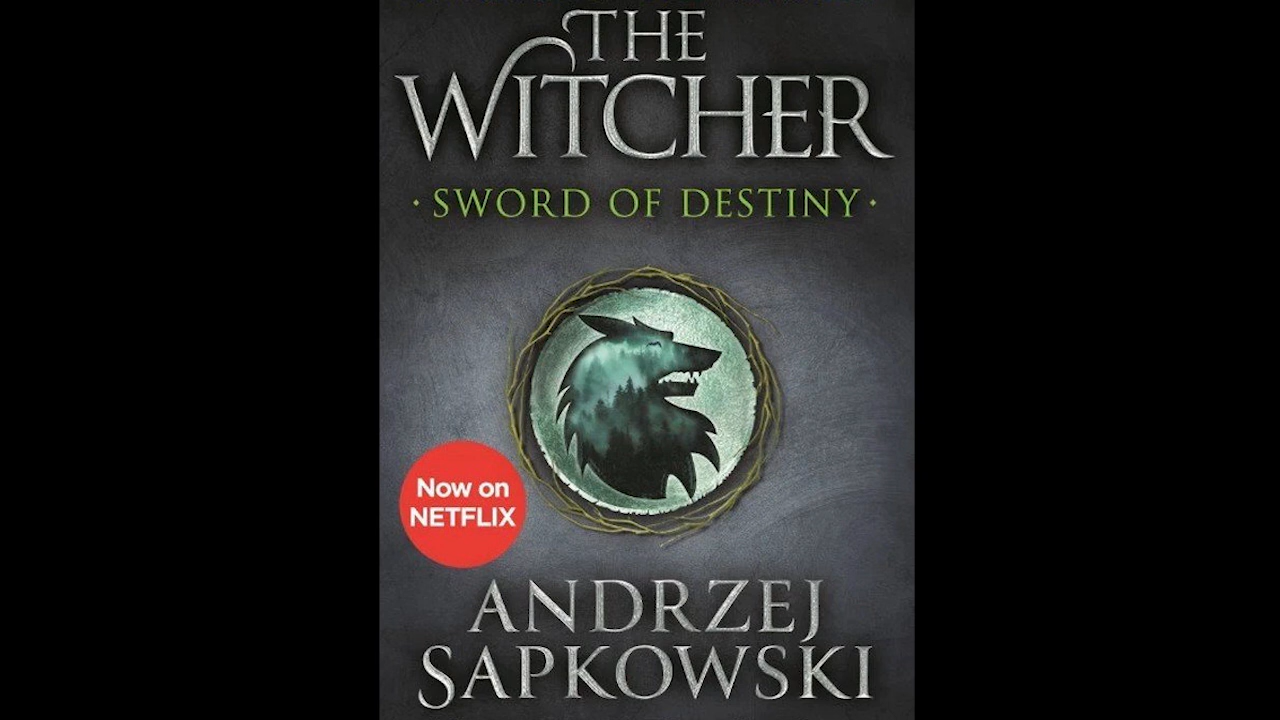 THE
WITCHER
· SWORD OF DESTINY ·
Now on
NETFLIX
ANDRZEJ
SAPKOWSKI